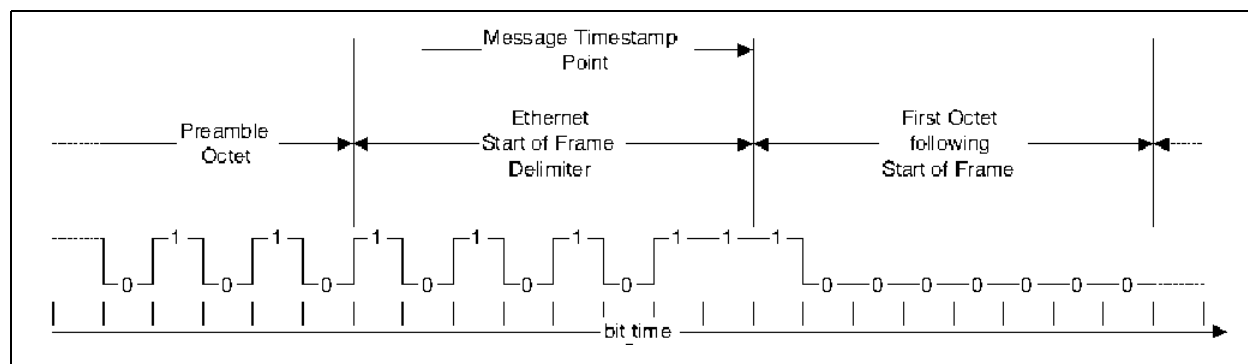 Message Timestamp
Point
Preamble
Octet
Ethernet
Start of Frame
Delimiter
First Octet
following
Start of Frame
0 1 0 1 0 1 0 1 0 1 0 1 1 1 0 0 0 0 0 0 0
bit time